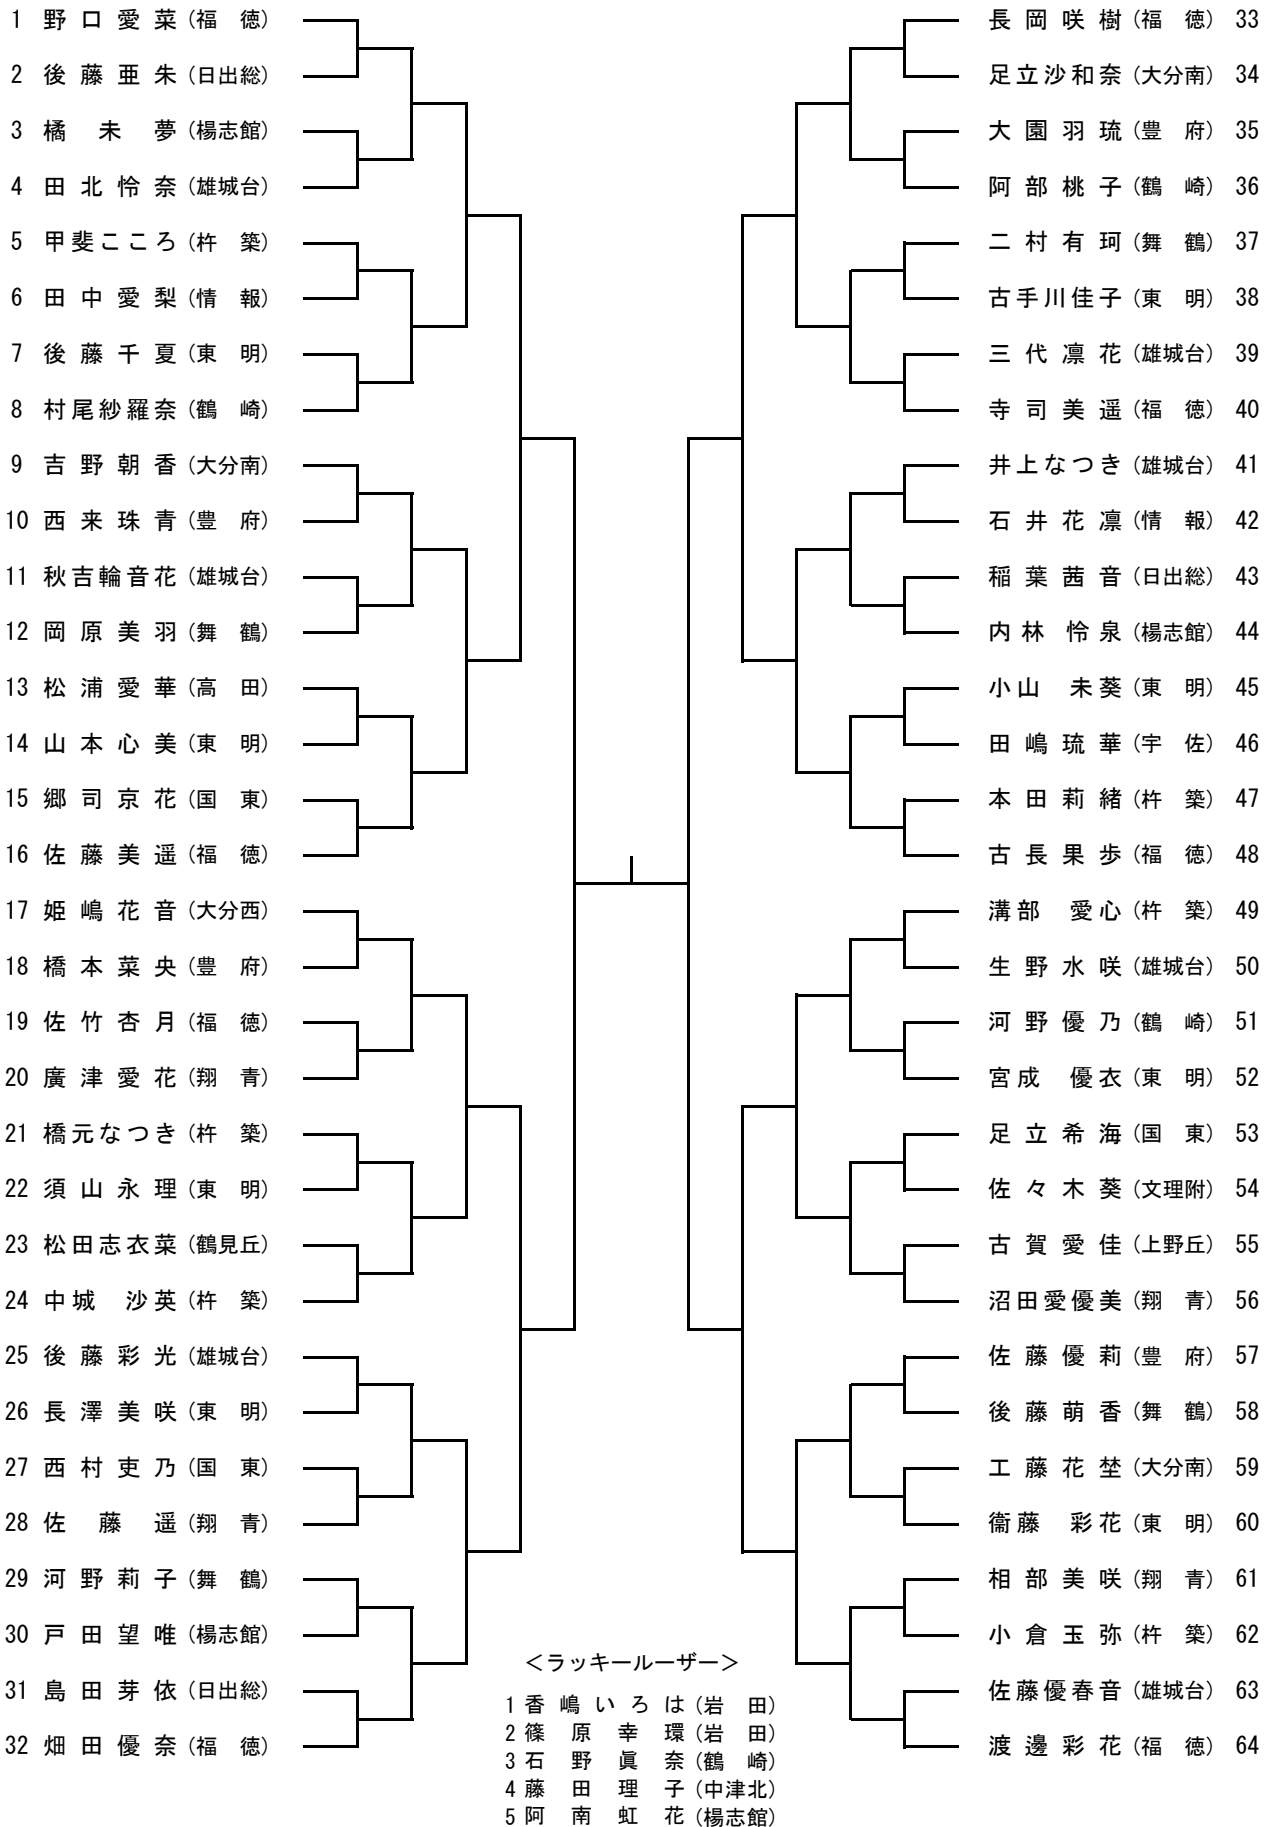 1 野口愛菜(福 徳)
2 後藤亜朱(日出総)
3 橘 未 夢(楊志館)
4 田北怜奈(雄城台)
5 甲斐こころ(杵 築)
6 田中愛梨(情 報)
7 後藤千夏(東 明)
8 村尾紗羅奈(鶴 崎)
9 吉野朝香(大分南)
10 西来珠青(豊 府)
11 秋吉輪音花(雄城台)
12 岡原美羽(舞 鶴)
13 松浦愛華(高 田)
14 山本心美(東 明)
15 郷司京花(国 東)
16 佐藤美遥(福 徳)
17 姫嶋花音(大分西)
18 橋本菜央(豊 府)
19 佐竹杏月(福 徳)
20 廣津愛花(翔 青)
21 橋元なつき(杵 築)
22 須山永理(東 明)
23 松田志衣菜(鶴見丘)
24 中城 沙英(杵 築)
25 後藤彩光(雄城台)
26 長澤美咲(東 明)
27 西村吏乃(国 東)
28 佐 藤 遥(翔 青)
29 河野莉子(舞 鶴)
30 戸田望唯(楊志館)
31 島田芽依(日出総)
32 畑田優奈(福 徳)
長岡咲樹(福 徳) 33
足立沙和奈(大分南) 34
大園羽琉(豊 府) 35
阿部桃子(鶴 崎) 36
二村有珂(舞 鶴) 37
古手川佳子(東 明) 38
三代凛花(雄城台) 39
寺司美遥(福 徳) 40
井上なつき(雄城台) 41
石井花凛(情 報) 42
稲葉茜音(日出総) 43
内林 怜泉(楊志館) 44
小山 未葵(東 明) 45
田嶋琉華(宇 佐) 46
本田莉緒(杵 築) 47
古長果歩(福 徳) 48
溝部 愛心(杵 築) 49
生野水咲(雄城台) 50
河野優乃(鶴 崎) 51
宮成 優衣(東 明) 52
足立希海(国 東) 53
佐々木葵(文理附) 54
古賀愛佳(上野丘) 55
沼田愛優美(翔 青) 56
佐藤優莉(豊 府) 57
後藤萌香(舞 鶴) 58
工藤花埜(大分南) 59
衞藤 彩花(東 明) 60
相部美咲(翔 青) 61
小倉玉弥(杵 築) 62
佐藤優春音(雄城台) 63
渡邊彩花(福 徳) 64
<ラッキールーザー>
1 香嶋いろは(岩 田)
2 篠原幸環(岩 田)
3 石野眞奈(鶴 崎)
4 藤田理子(中津北)
5 阿南虹花(楊志館)